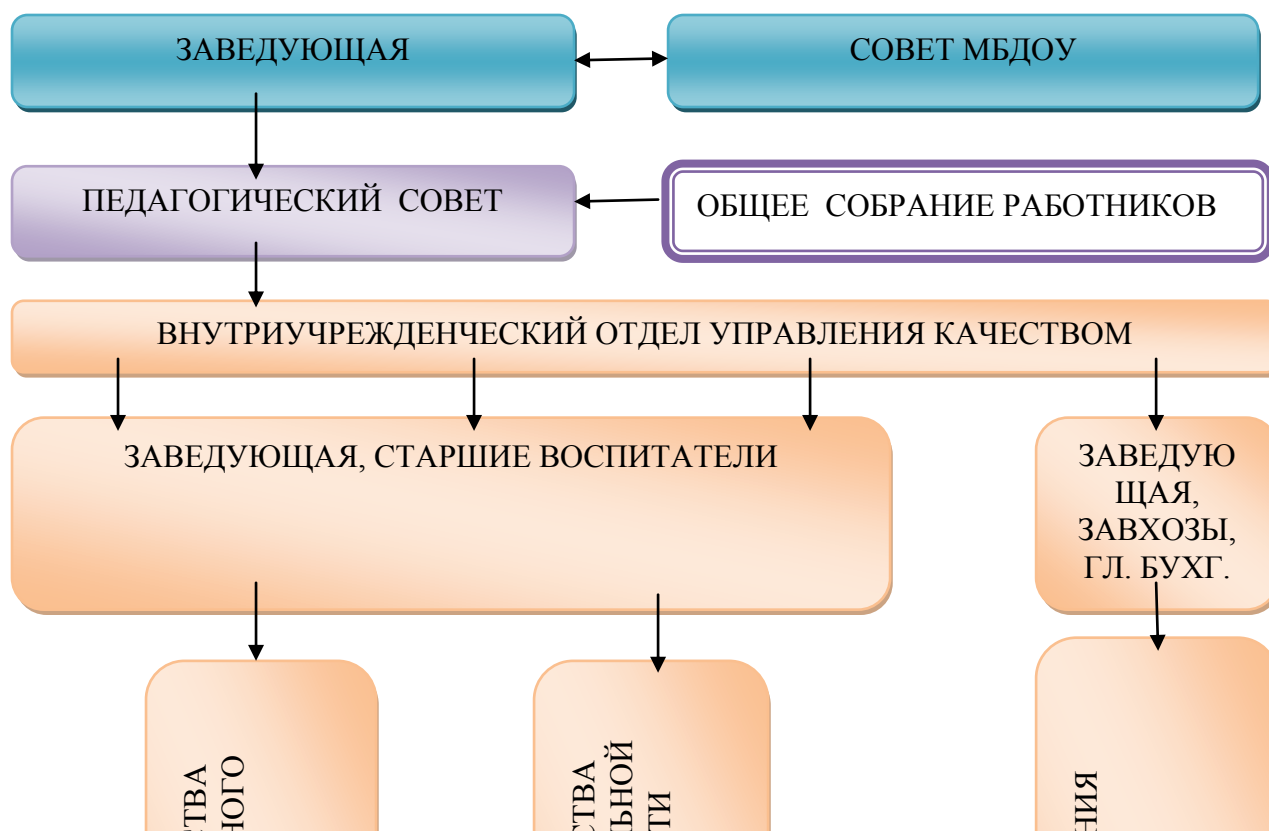 ЗАВЕДУЮЩАЯ
СОВЕТ МБДОУ
ПЕДАГОГИЧЕСКИЙ СОВЕТ
ОБЩЕЕ СОБРАНИЕ РАБОТНИКОВ
ВНУТРИУЧРЕЖДЕНЧЕСКИЙ ОТДЕЛ УПРАВЛЕНИЯ КАЧЕСТВОМ
ЗАВЕДУЮЩАЯ, СТАРШИЕ ВОСПИТАТЕЛИ
ЗАВЕДУЮ
ЩАЯ,
ЗАВХОЗЫ,
ГЛ. БУХГ.